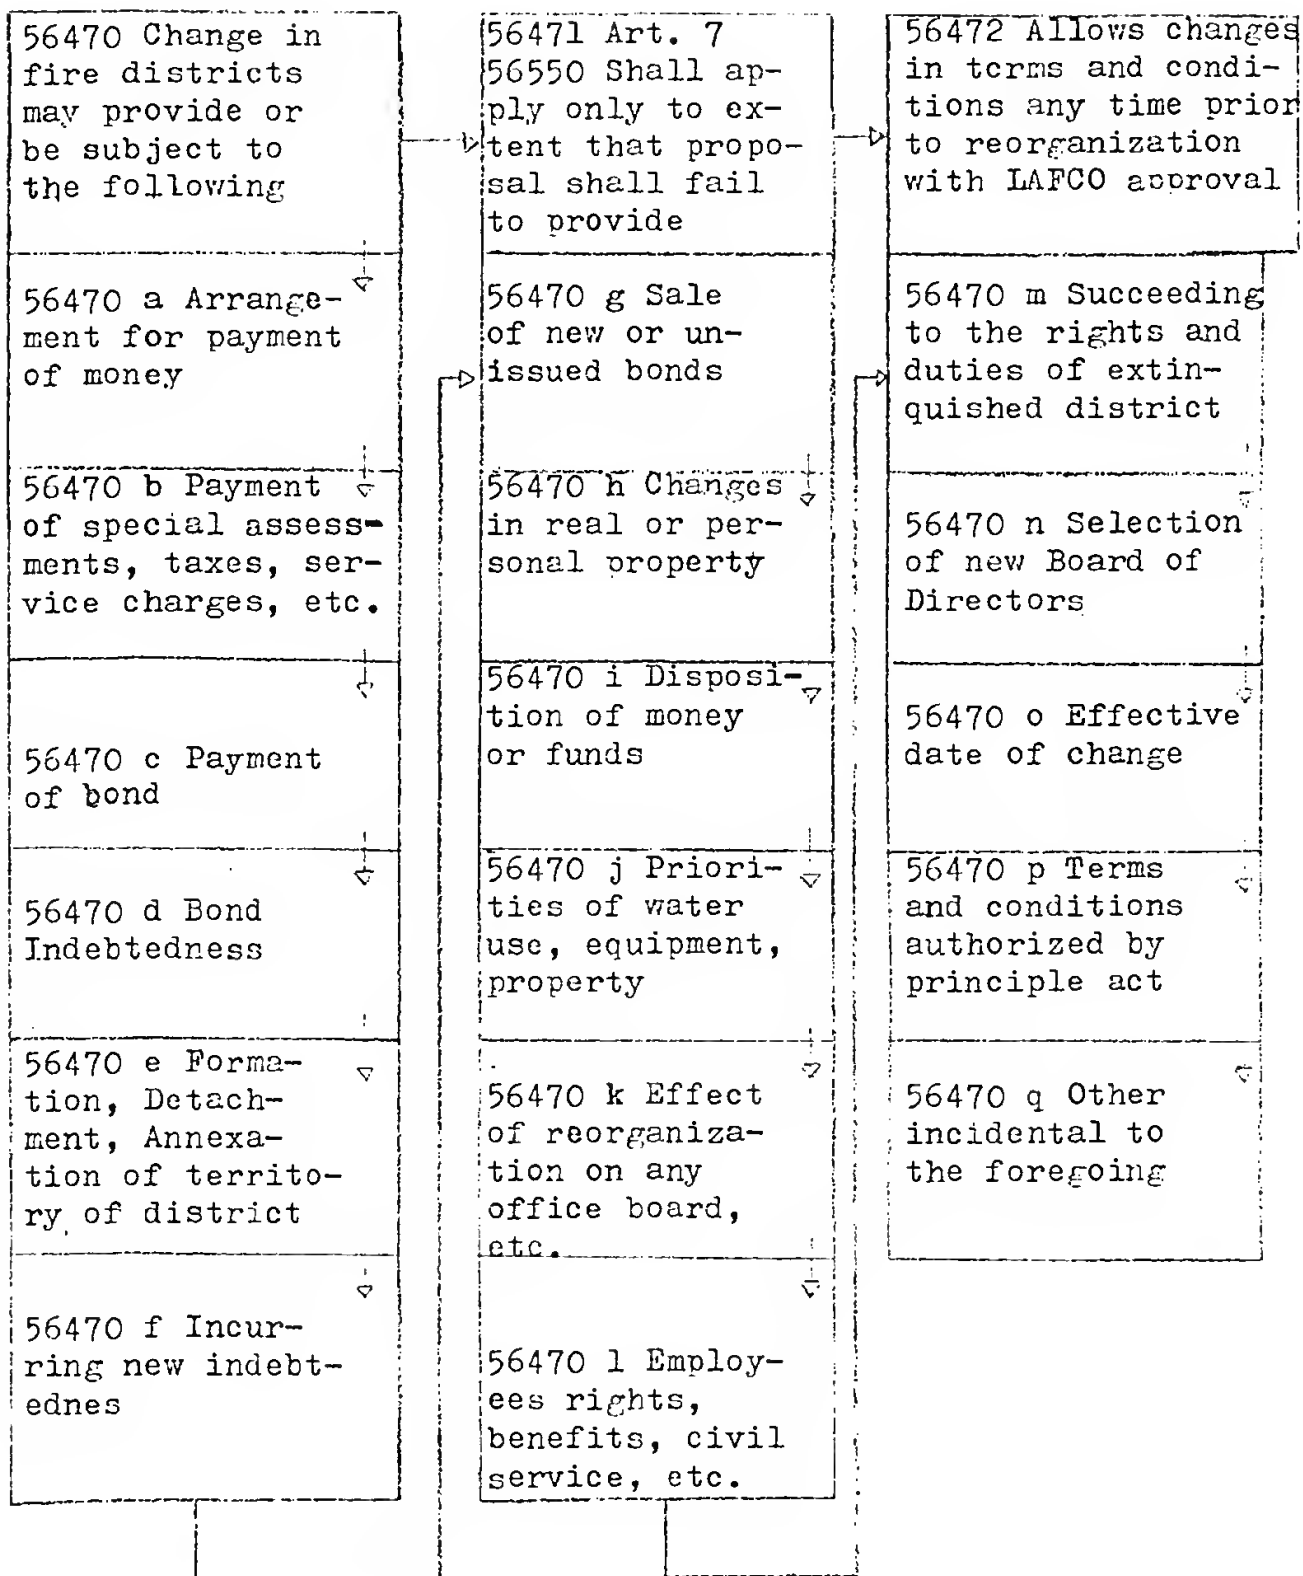 56470 Change in
fire districts
may provide or
be subject to
the following
56470 a Arrange-
ment for payment
of money
56470 b Payment
of special assess-
ments, taxes, ser-
vice charges, etc.
56470 c Payment
of bond
56470 d Bond
Indebtedness
56470 e Forma-
tion, Detach-
ment, Annexa-
tion of territo-
ry of district
56470 f Incur-
ring new indebt-
ednes
56471 Art. 7
56550 Shall ap-
ply only to ex-
tent that propo-
sal shall fail
to provide
56470 g Sale
of new or un-
issued bonds
56470 h Changes
in real or per-
sonal property
56470 i Disposi-
tion of money
or funds
56470 j Priori-
ties of water
use, equipment,
property
56470 k Effect
of reorganiza-
tion on any
office board,
etc.
56470 l Employ-
ees rights,
benefits, civil
service, etc.
56472 Allows changes
in terms and condi-
tions any time prior
to reorganization
with LAFCO approval
56470 m Succeeding
to the rights and
duties of extin-
quished district
56470 n Selection
of new Board of
Directors
56470 o Effective
date of change
56470 p Terms
and conditions
authorized by
principle act
56470 q Other
incidental to
the foregoing